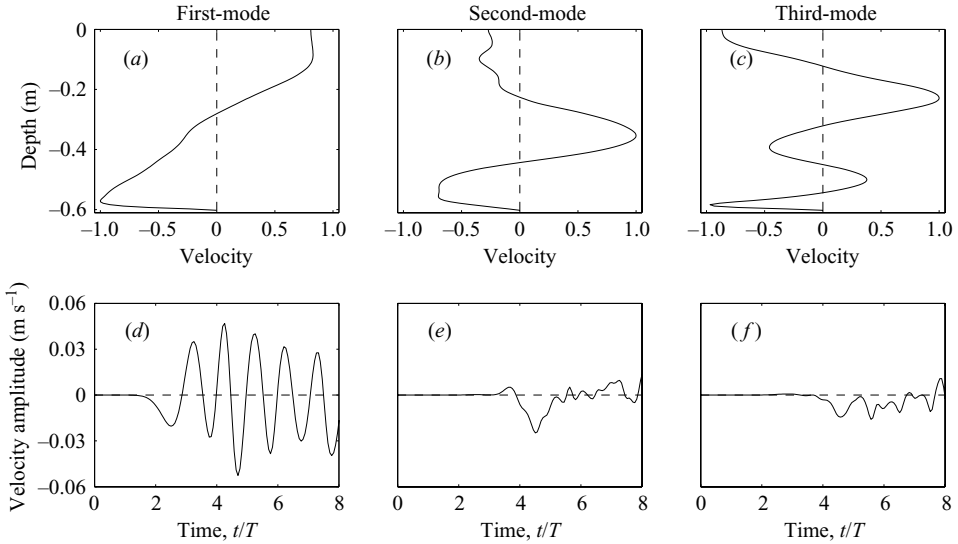 First-mode Second-mode Third-mode
(a) (b) (c)
Depth (m)
0
–0.2
–0.4
–0.6
–1.0 –0.5 0 0.5 1.0 –1.0 –0.5 0 0.5 1.0 –1.0 –0.5 0 0.5 1.0
Velocity Velocity Velocity
(d) (e) (f)
Velocity amplitude (m s⁻¹)
0.06
0.03
0
–0.03
–0.06
0 2 4 6 8 0 2 4 6 8 0 2 4 6 8
Time, t/T Time, t/T Time, t/T